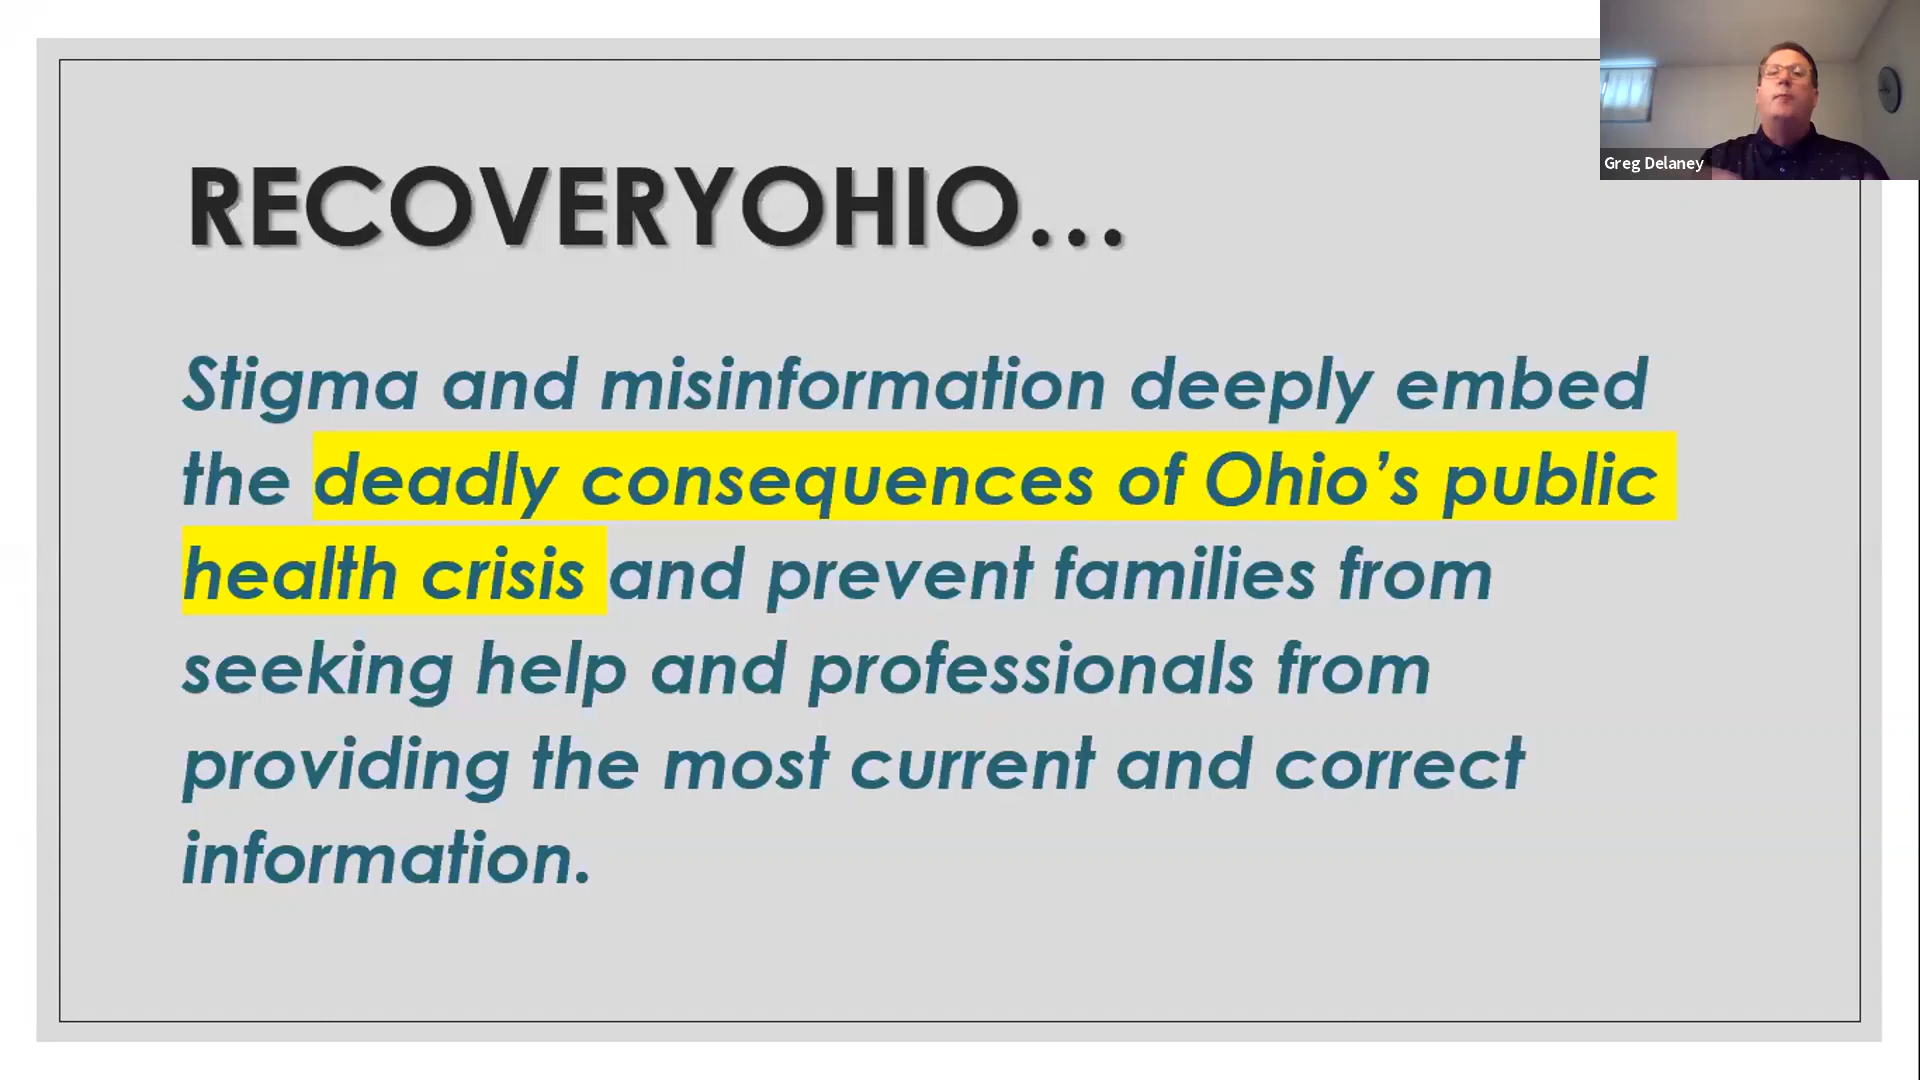 RECOVERYOHIO...
Stigma and misinformation deeply embed
the deadly consequences of Ohio’s public
health crisis and prevent families from
seeking help and professionals from
providing the most current and correct
information.
Greg Delaney